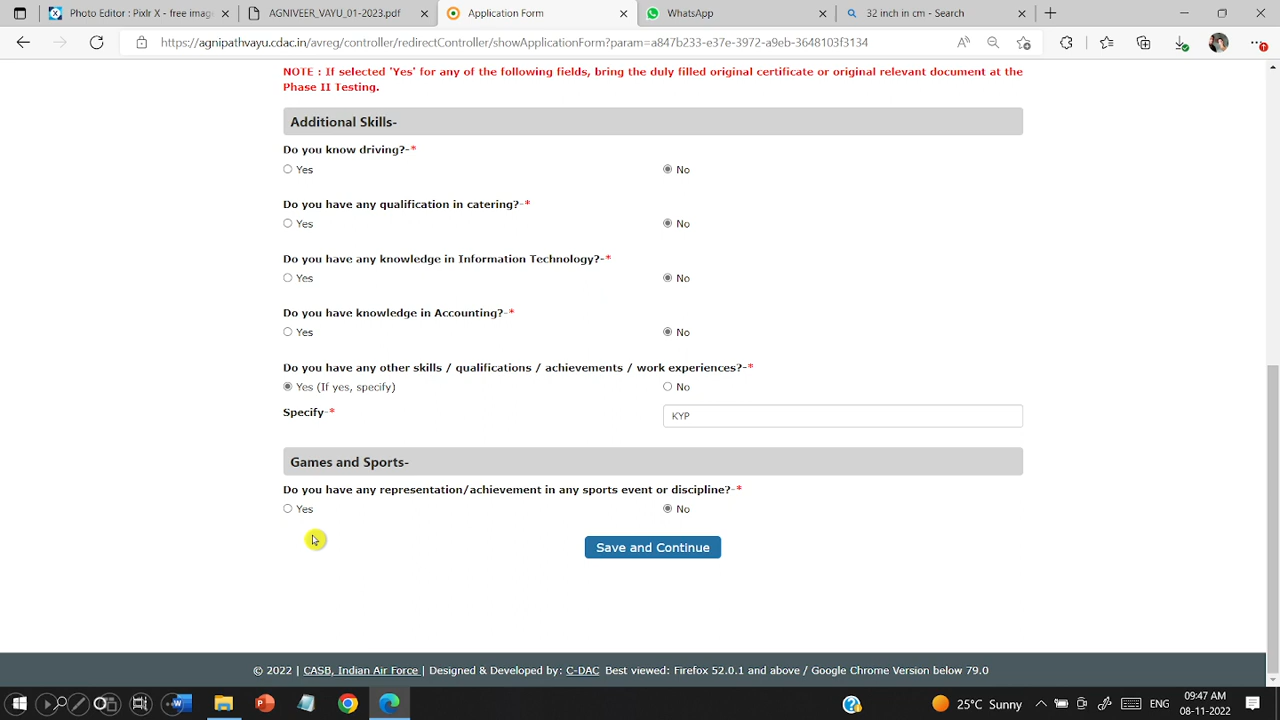 Photo Editor : Pixlr X - free imag
AGNIVEER_VAYU_01-2023.pdf
Application Form
WhatsApp
32 inch in cm - Search
https://agnipathvayu.cdac.in/avreg/controller/redirectController/showApplicationForm?param=a847b233-e37e-3972-a9eb-3648103f3134
NOTE : If selected 'Yes' for any of the following fields, bring the duly filled original certificate or original relevant document at the
Phase II Testing.
Additional Skills-
Do you know driving?-*
Yes No
Do you have any qualification in catering?-*
Yes No
Do you have any knowledge in Information Technology?-*
Yes No
Do you have knowledge in Accounting?-*
Yes No
Do you have any other skills / qualifications / achievements / work experiences?-*
Yes (If yes, specify) No
Specify-* KYP
Games and Sports-
Do you have any representation/achievement in any sports event or discipline?-*
Yes No
Save and Continue
© 2022 | CASB, Indian Air Force | Designed & Developed by: C-DAC Best viewed: Firefox 52.0.1 and above / Google Chrome Version below 79.0
25°C Sunny
ENG
09:47 AM
08-11-2022